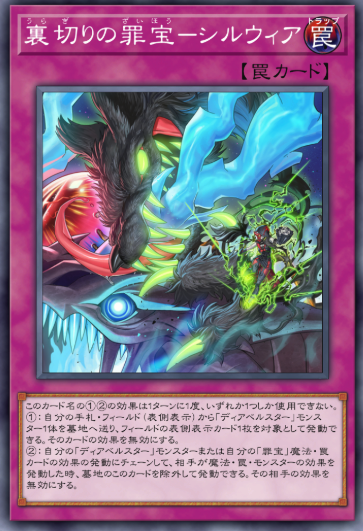 裏切りの罪宝－シルウィア
うらぎ ざいほう
トラップ
罠
【罠カード】
このカード名の①②の効果は1ターンに1度、いずれか1つしか使用できない。
①：自分の手札・フィールド(表側表示)から「ディアベルスター」モンス
ター1体を墓地へ送り、フィールドの表側表示カード1枚を対象として発動で
きる。そのカードの効果を無効にする。
②：自分の「ディアベルスター」モンスターまたは自分の「罪宝」魔法・罠
カードの効果の発動にチェーンして、相手が魔法・罠・モンスターの効果を
発動した時、墓地のこのカードを除外して発動できる。その相手の効果を
無効にする。